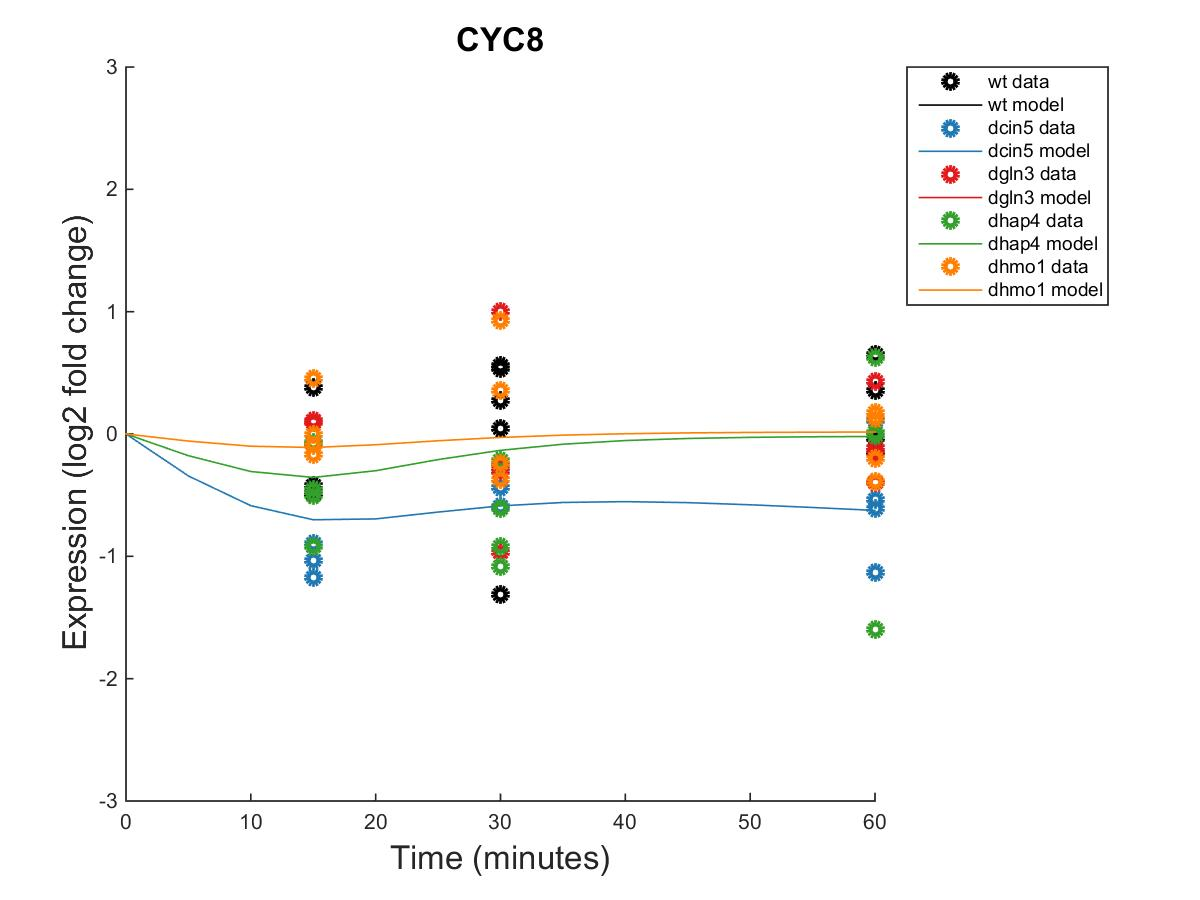 CYC8
3
2
1
0
-1
-2
-3
Expression (log2 fold change)
0 10 20 30 40 50 60
Time (minutes)
wt data
wt model
dcin5 data
dcin5 model
dgln3 data
dgln3 model
dhap4 data
dhap4 model
dhmo1 data
dhmo1 model